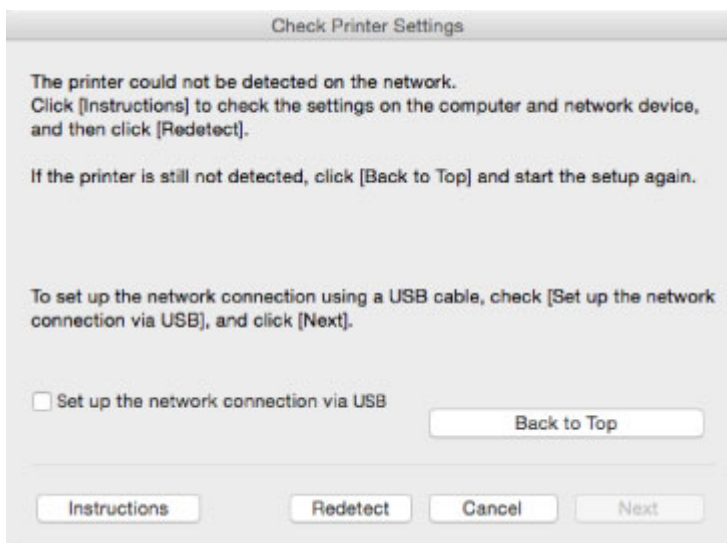 Check Printer Settings
The printer could not be detected on the network.
Click [Instructions] to check the settings on the computer and network device,
and then click [Redetect].
If the printer is still not detected, click [Back to Top] and start the setup again.
To set up the network connection using a USB cable, check [Set up the network
connection via USB], and click [Next].
Set up the network connection via USB
Back to Top
Instructions Redetect Cancel Next